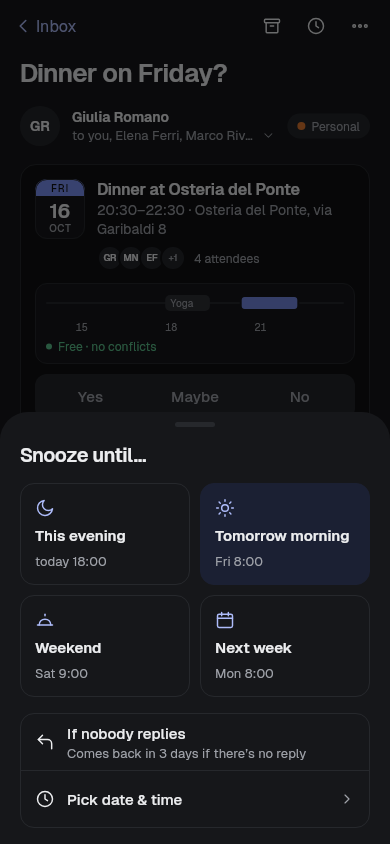 Inbox
Dinner on Friday?
GR
Giulia Romano
to you, Elena Ferri, Marco Riv…
Personal
FRI
16
OCT
Dinner at Osteria del Ponte
20:30–22:30 · Osteria del Ponte, via
Garibaldi 8
GR MN EF +1 4 attendees
Yoga
15 18 21
Free · no conflicts
Yes Maybe No
Snooze until…
This evening
today 18:00
Tomorrow morning
Fri 8:00
Weekend
Sat 9:00
Next week
Mon 8:00
If nobody replies
Comes back in 3 days if there's no reply
Pick date & time